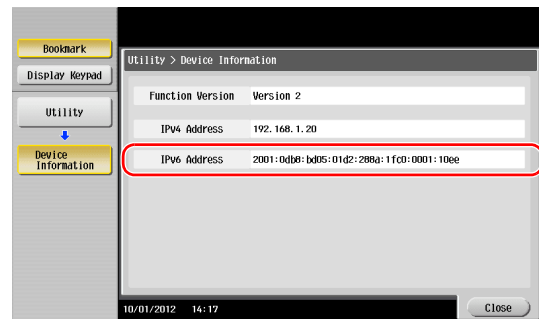 Bookmark
Display Keypad
Utility
Device
Information
Utility > Device Information
Function Version Version 2
IPv4 Address 192.168.1.20
IPv6 Address 2001:0db8:bd05:01d2:288a:1fc0:0001:10ee
10/01/2012 14:17
Close